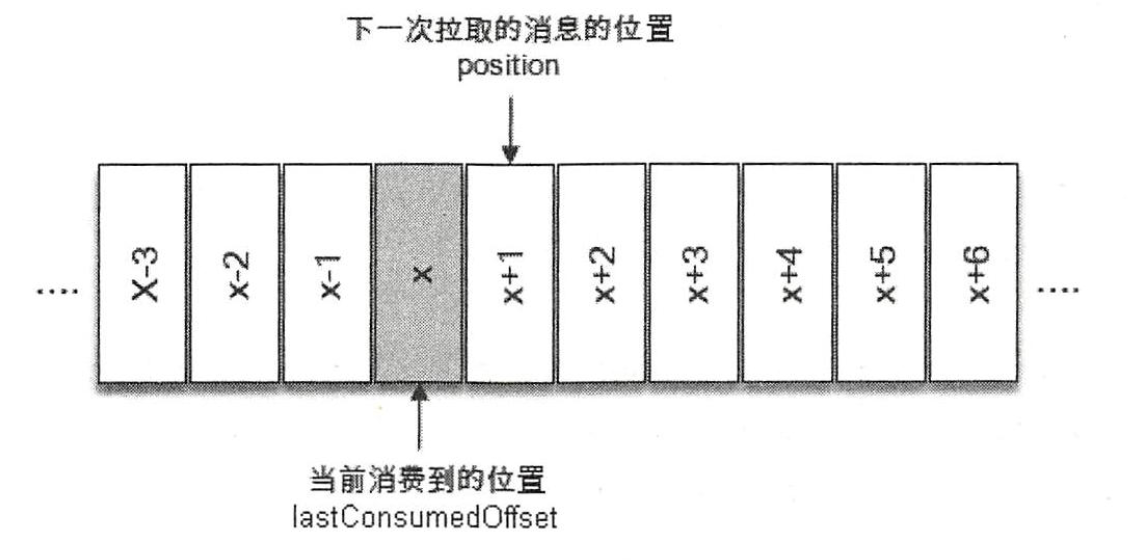 下一次拉取的消息的位置
position
.... X-3 x-2 x-1 x x+1 x+2 x+3 x+4 x+5 x+6 ....
当前消费到的位置
lastConsumedOffset